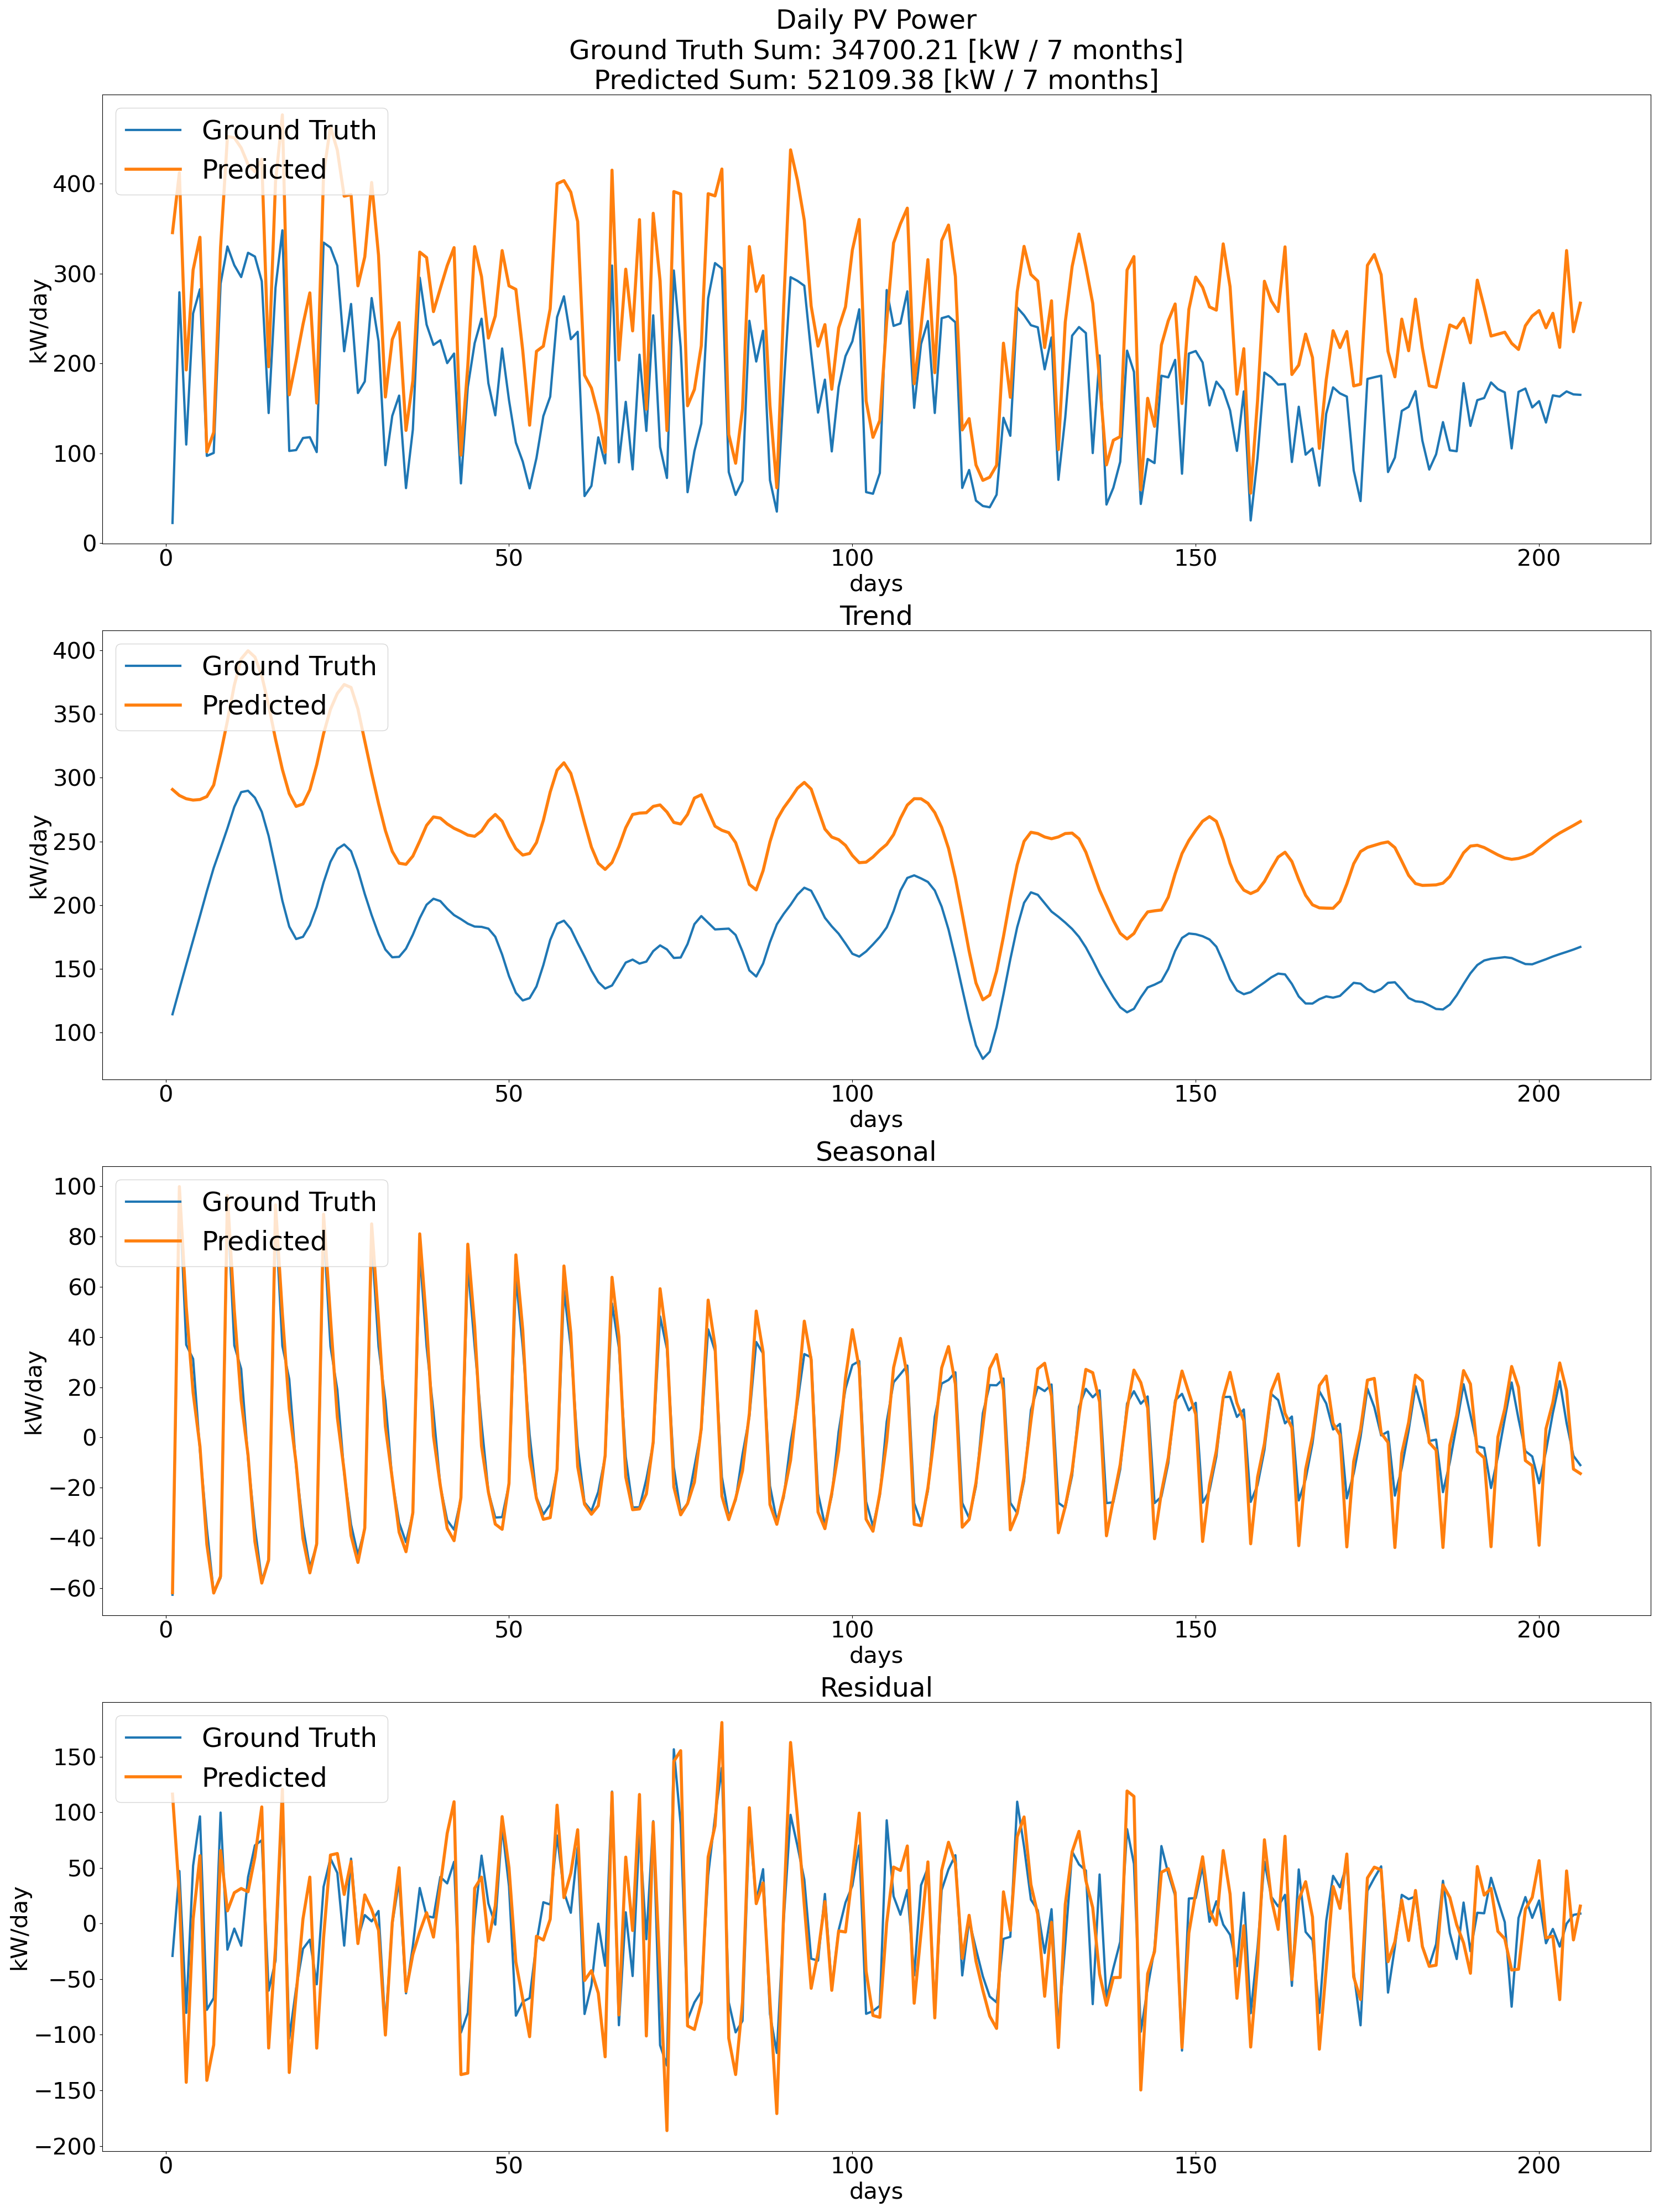 Daily PV Power
Ground Truth Sum: 34700.21 [kW / 7 months]
Predicted Sum: 52109.38 [kW / 7 months]
Ground Truth
Predicted
kW/day
400
300
200
100
0
0 50 100 150 200
days
Trend
Ground Truth
Predicted
kW/day
400
350
300
250
200
150
100
0 50 100 150 200
days
Seasonal
Ground Truth
Predicted
kW/day
100
80
60
40
20
0
−20
−40
−60
0 50 100 150 200
days
Residual
Ground Truth
Predicted
kW/day
150
100
50
0
−50
−100
−150
−200
0 50 100 150 200
days